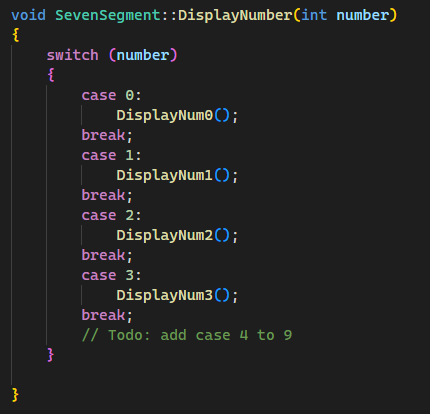 void SevenSegment::DisplayNumber(int number)
{
    switch (number)
    {
        case 0:
            DisplayNum0();
        break;
        case 1:
            DisplayNum1();
        break;
        case 2:
            DisplayNum2();
        break;
        case 3:
            DisplayNum3();
        break;
        // Todo: add case 4 to 9
    }
}